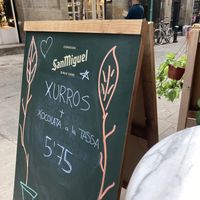 San Miguel
XURROS
+
XOCOLATA a la TASSA
5'75